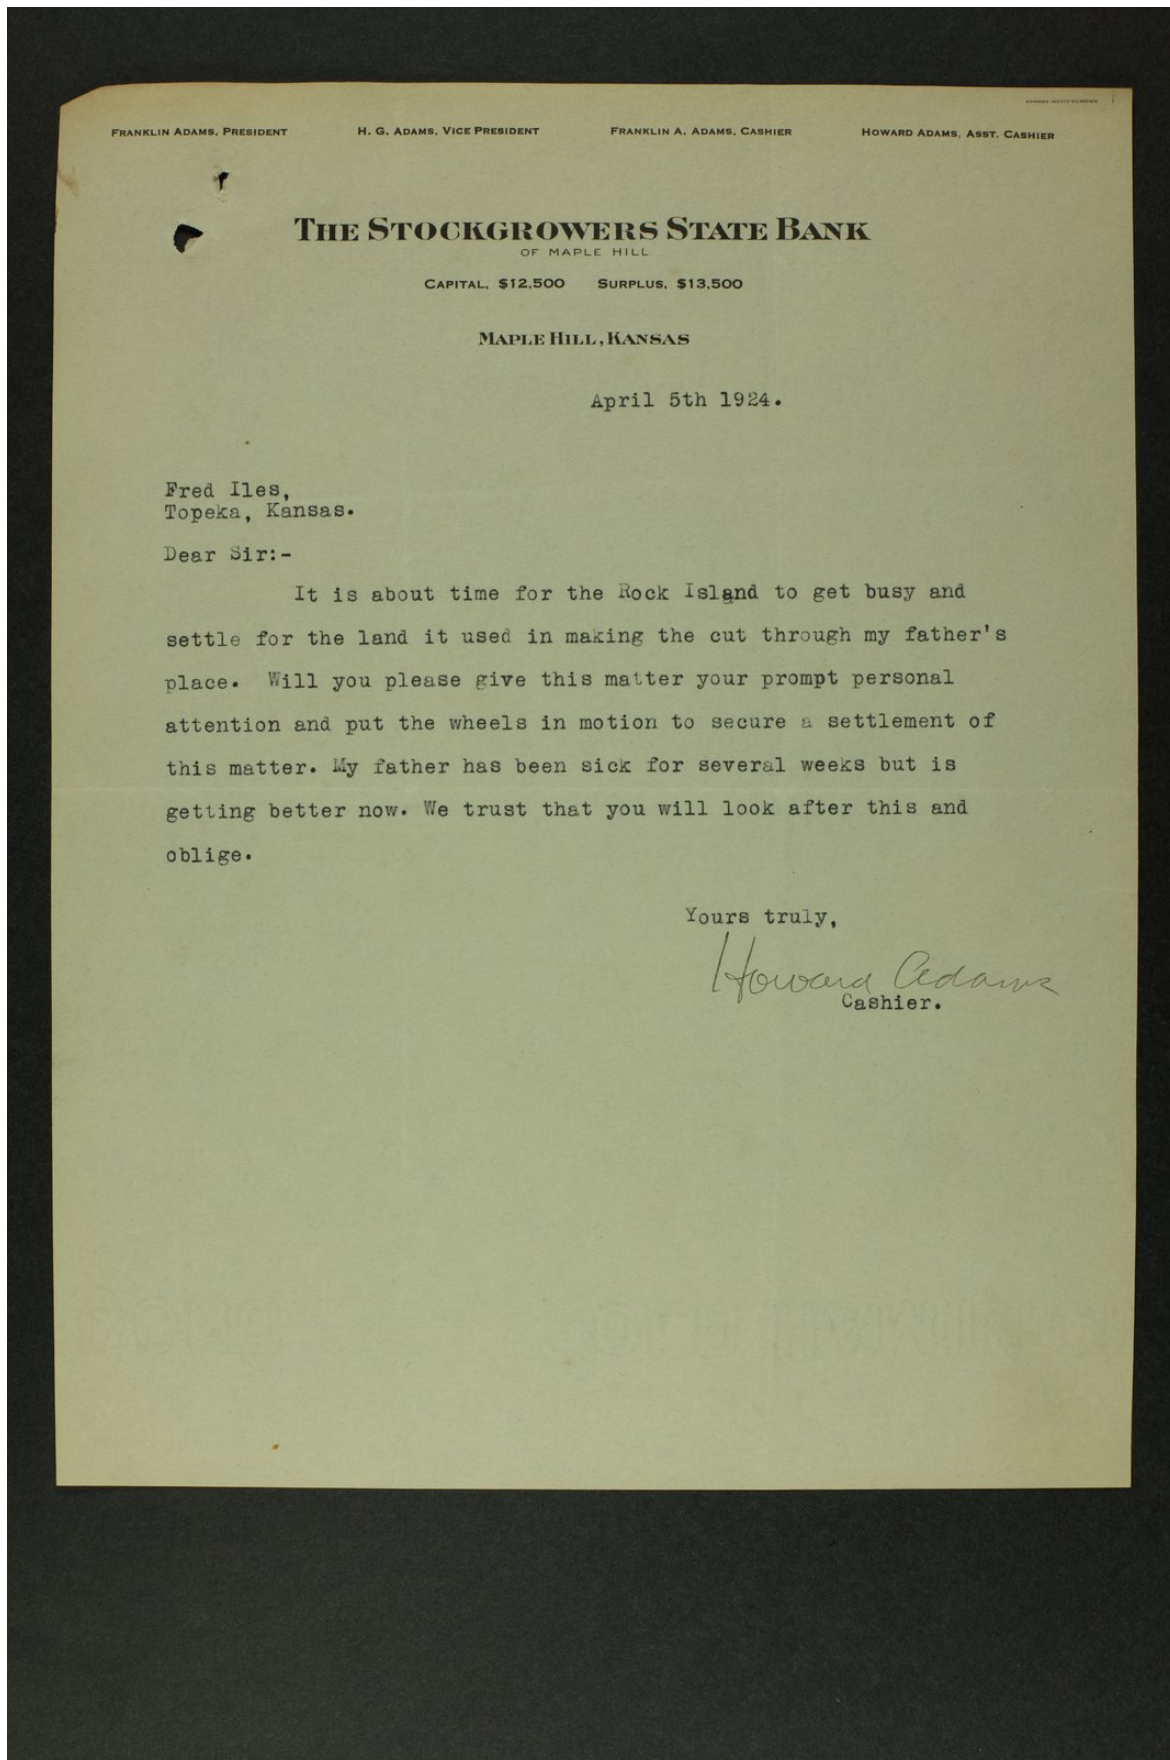 FRANKLIN ADAMS, PRESIDENT H. G. ADAMS, VICE PRESIDENT FRANKLIN A. ADAMS, CASHIER HOWARD ADAMS, ASST. CASHIER
THE STOCKGROWERS STATE BANK
OF MAPLE HILL
CAPITAL, $12,500 SURPLUS, $13,500
MAPLE HILL, KANSAS
April 5th 1924.
Fred Iles,
Topeka, Kansas.
Dear Sir:-
It is about time for the Rock Island to get busy and
settle for the land it used in making the cut through my father's
place. Will you please give this matter your prompt personal
attention and put the wheels in motion to secure a settlement of
this matter. My father has been sick for several weeks but is
getting better now. We trust that you will look after this and
oblige.
Yours truly,
Howard Adams
Cashier.